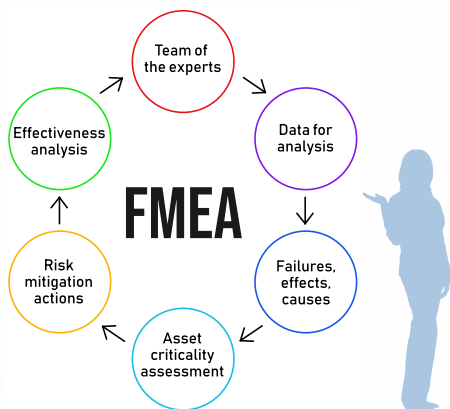 Team of
the experts
Data for
analysis
Failures,
effects,
causes
Asset
criticality
assessment
Risk
mitigation
actions
Effectiveness
analysis
FMEA